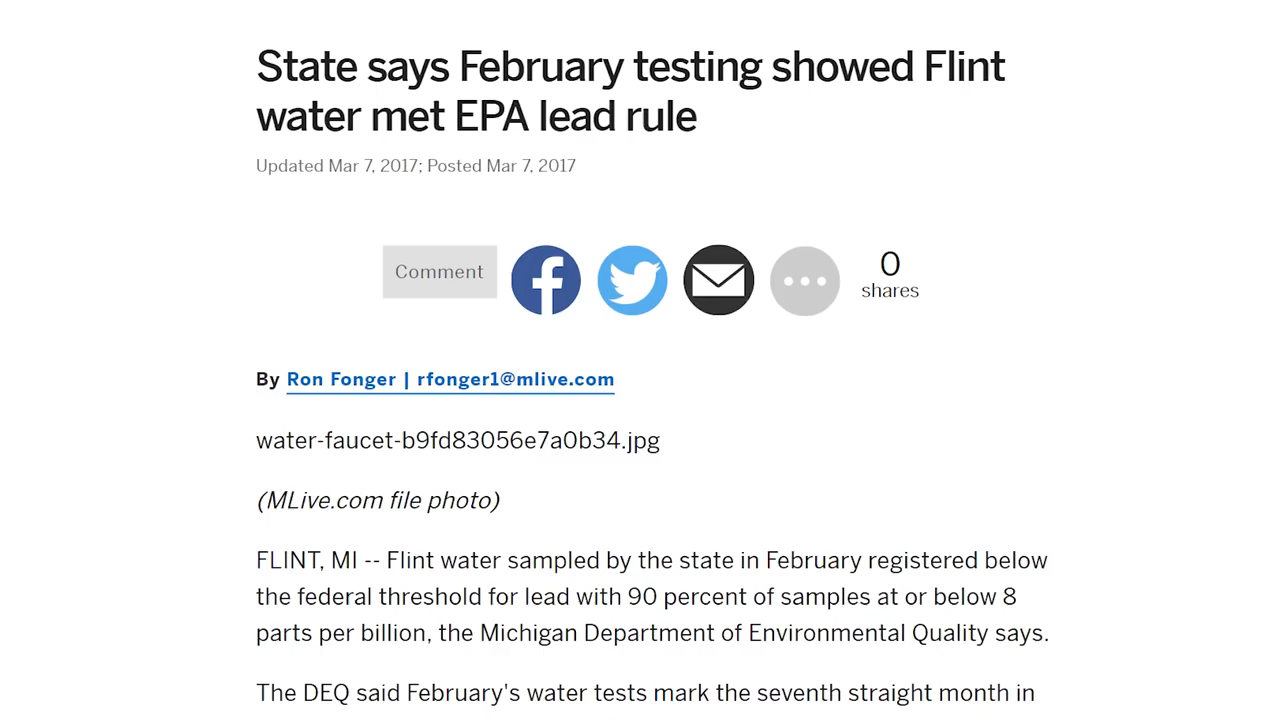 State says February testing showed Flint
water met EPA lead rule
Updated Mar 7, 2017; Posted Mar 7, 2017
Comment
0
shares
By Ron Fonger | rfonger1@mlive.com
water-faucet-b9fd83056e7a0b34.jpg
(MLive.com file photo)
FLINT, MI -- Flint water sampled by the state in February registered below
the federal threshold for lead with 90 percent of samples at or below 8
parts per billion, the Michigan Department of Environmental Quality says.
The DEQ said February's water tests mark the seventh straight month in